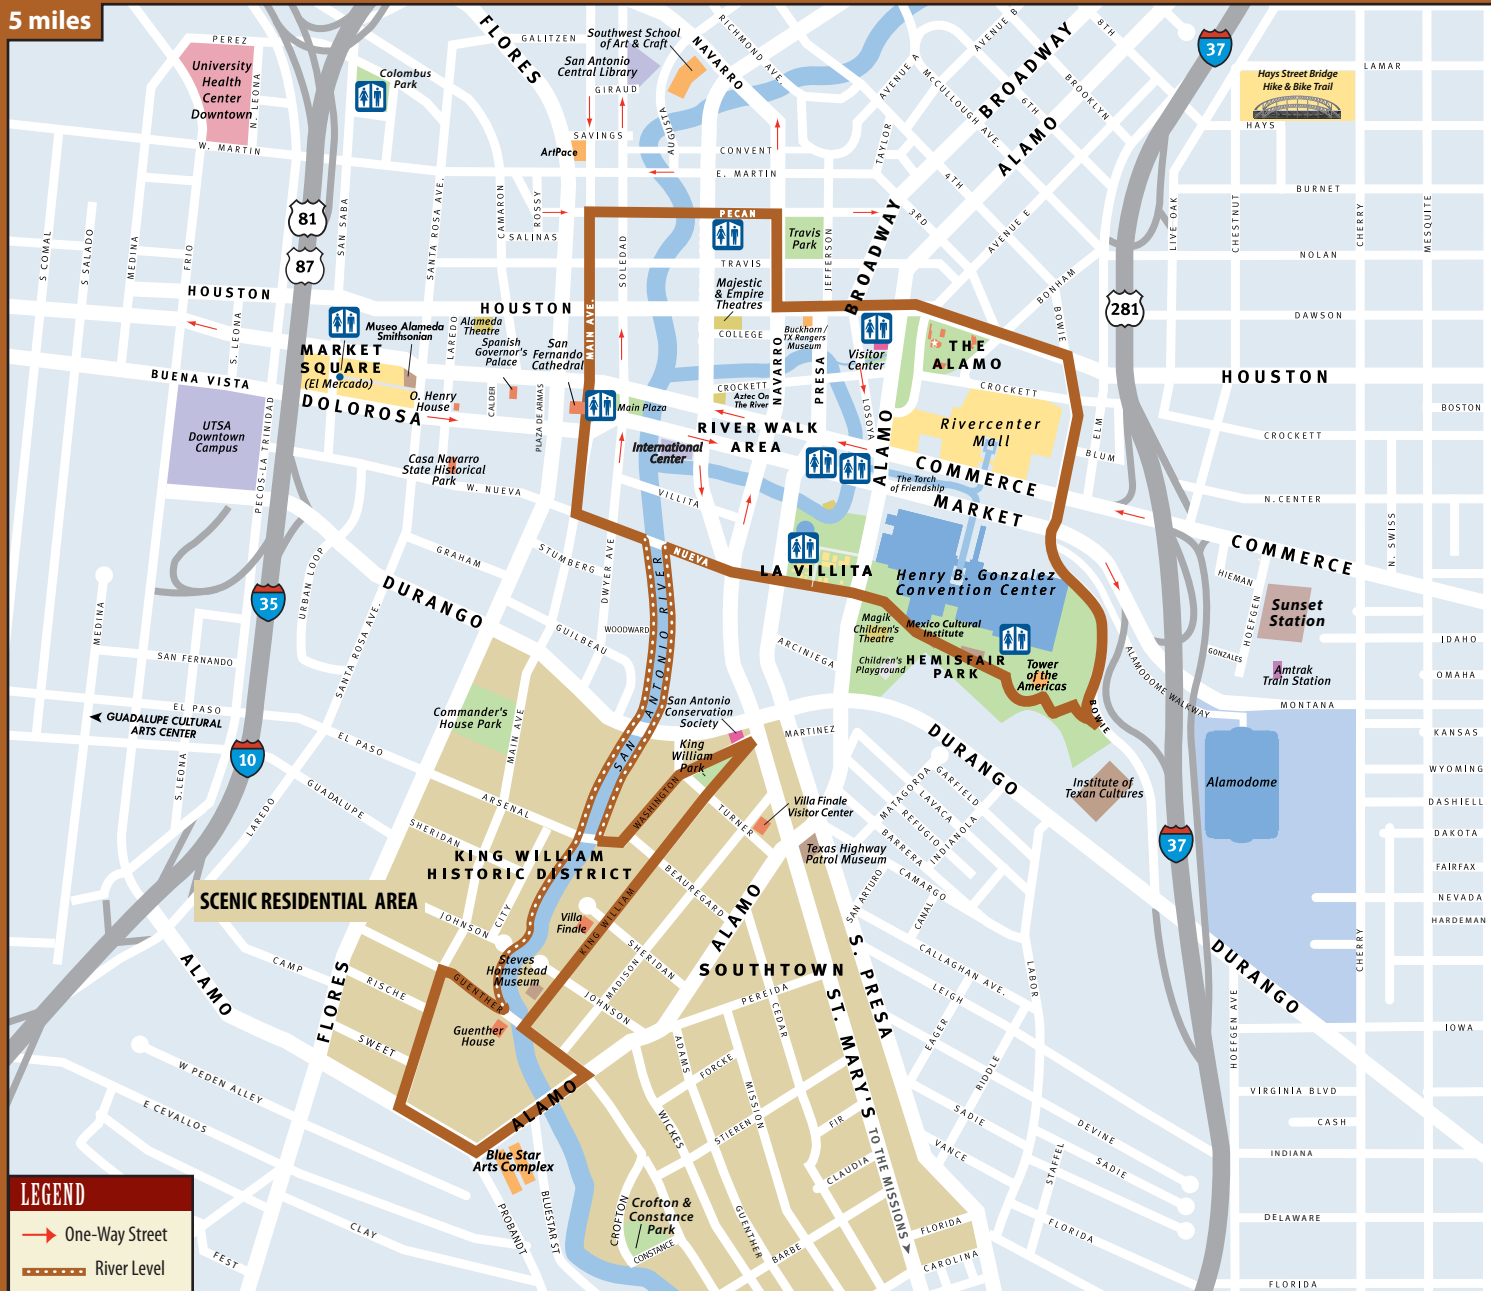 5 miles
PEREZ
University
Health
Center
Downtown
N. LEONA
W. MARTIN
Colombus
Park
FLORES
GALITZEN
Southwest School
of Art & Craft
San Antonio
Central Library
GIRAUD
SAVINGS
AUGUSTA
ArtPace
NAVARRO
RICHMOND AVE.
CONVENT
E. MARTIN
AVENUE B
8TH
BROADWAY
AVENUE A
McCULLOUGH AVE.
6TH
BROOKLYN
ALAMO
TAYLOR
4TH
3RD
AVENUE E
37
LAMAR
Hays Street Bridge
Hike & Bike Trail
HAYS
BURNET
LIVE OAK
CHESTNUT
CHERRY
MESQUITE
NOLAN
DAWSON
HOUSTON
BOSTON
CROCKETT
N.CENTER
N. SWISS
81
87
281
S COMAL
S SALADO
MEDINA
FRIO
SAN SABA
SANTA ROSA AVE.
CAMARON
ROSSY
SALINAS
SOLEDAD
PECAN
Travis
Park
JEFFERSON
BROADWAY
TRAVIS
BONHAM
BOWIE
HOUSTON
HOUSTON
S. LEONA
Museo Alameda
Smithsonian
Alameda
Theatre
LAREDO
Spanish
Governor's
Palace
San
Fernando
Cathedral
MAIN AVE.
Majestic
& Empire
Theatres
COLLEGE
Buckhorn /
TX Rangers
Museum
Visitor
Center
THE
ALAMO
MARKET
SQUARE
(El Mercado)
BUENA VISTA
DOLOROSA
O. Henry
House
CALDER
PLAZA DE ARMAS
Main Plaza
CROCKETT
Aztec On
The River
NAVARRO
PRESA
LOSOYA
CROCKETT
Rivercenter
Mall
ELM
BLUM
UTSA
Downtown
Campus
PECOS-LA TRINIDAD
Casa Navarro
State Historical
Park
W. NUEVA
RIVER WALK
AREA
International
Center
VILLITA
ALAMO
The Torch
of Friendship
COMMERCE
MARKET
COMMERCE
HIEMAN
HOEFGEN
GONZALES
Sunset
Station
Amtrak
Train Station
IDAHO
OMAHA
MONTANA
KANSAS
WYOMING
DASHIELL
DAKOTA
FAIRFAX
NEVADA
HARDEMAN
IOWA
35
URBAN LOOP
GRAHAM
STUMBERG
DWYER AVE
NUEVA
LA VILLITA
Henry B. Gonzalez
Convention Center
Magik
Children's
Theatre
Mexico Cultural
Institute
Children's
Playground
HEMISFAIR
PARK
Tower
of the
Americas
BOWIE
ALAMODOME WALKWAY
MEDINA
SAN FERNANDO
SANTA ROSA AVE.
DURANGO
GUILBEAU
WOODWARD
SAN ANTONIO RIVER
ARCINIEGA
EL PASO
GUADALUPE CULTURAL
ARTS CENTER
10
S.LEONA
LAREDO
EL PASO
GUADALUPE
Commander's
House Park
MAIN AVE
San Antonio
Conservation
Society
King
William
Park
MARTINEZ
DURANGO
Institute of
Texan Cultures
Alamodome
37
ARSENAL
SHERIDAN
WASHINGTON
TURNER
Villa Finale
Visitor Center
Texas Highway
Patrol Museum
MATAGORDA
GARFIELD
LAVACA
REFUGIO
INDIANOLA
BARRERA
CAMARGO
CANAL
SAN ARTURO
KING WILLIAM
HISTORIC DISTRICT
SCENIC RESIDENTIAL AREA
BEAUREGARD
JOHNSON
CITY
Villa
Finale
KING WILLIAM
SHERIDAN
MADISON
JOHNSON
Steves
Homestead
Museum
GUENTHER
Guenther
House
ALAMO
SOUTHTOWN
PEREIDA
CEDAR
S. PRESA
ST. MARY'S
TO THE MISSIONS
CALLAGHAN AVE.
LEIGH
LABOR
EAGER
RIDDLE
DURANGO
CHERRY
HOEFGEN AVE
ALAMO
CAMP
RISCHE
SWEET
FLORES
W PEDEN ALLEY
E CEVALLOS
CLAY
FEST
ALAMO
Blue Star
Arts Complex
PROBANDT
BLUESTAR ST
ADAMS
FORCKE
MISSION
WICKES
STIEREN
FIR
CLAUDIA
CROFTON
Crofton &
Constance
Park
CONSTANCE
GUENTHER
BARBE
FLORIDA
CAROLINA
SADIE
VANCE
DEVINE
SADIE
STAFFEL
FLORIDA
VIRGINIA BLVD
CASH
INDIANA
DELAWARE
FLORIDA
LEGEND
One-Way Street
River Level